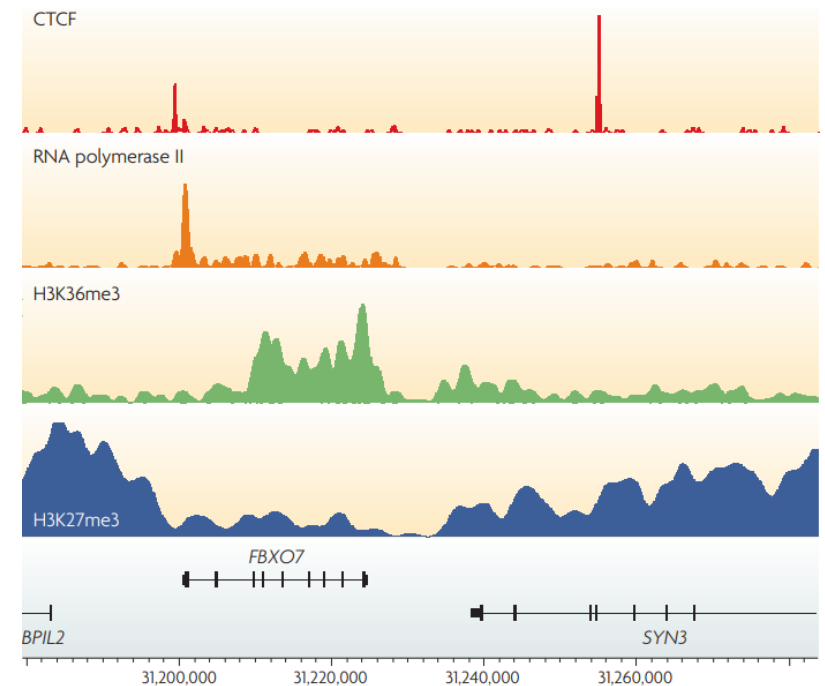 CTCF
RNA polymerase II
H3K36me3
H3K27me3
FBXO7
BPIL2
SYN3
31,200,000 31,220,000 31,240,000 31,260,000